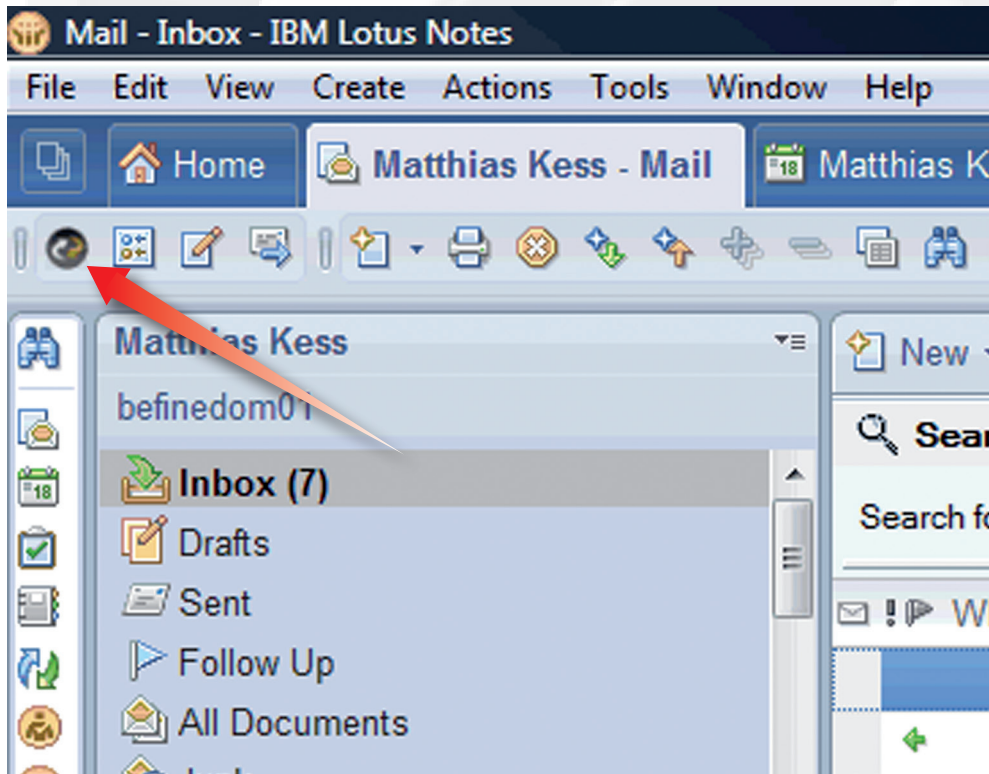 Mail - Inbox - IBM Lotus Notes
File Edit View Create Actions Tools Window Help
Home Matthias Kess - Mail 18 Matthias K
Matthias Kess
New
befinedom01
Sear
18
Inbox (7)
Search fo
Drafts
Sent
! W
Follow Up
All Documents